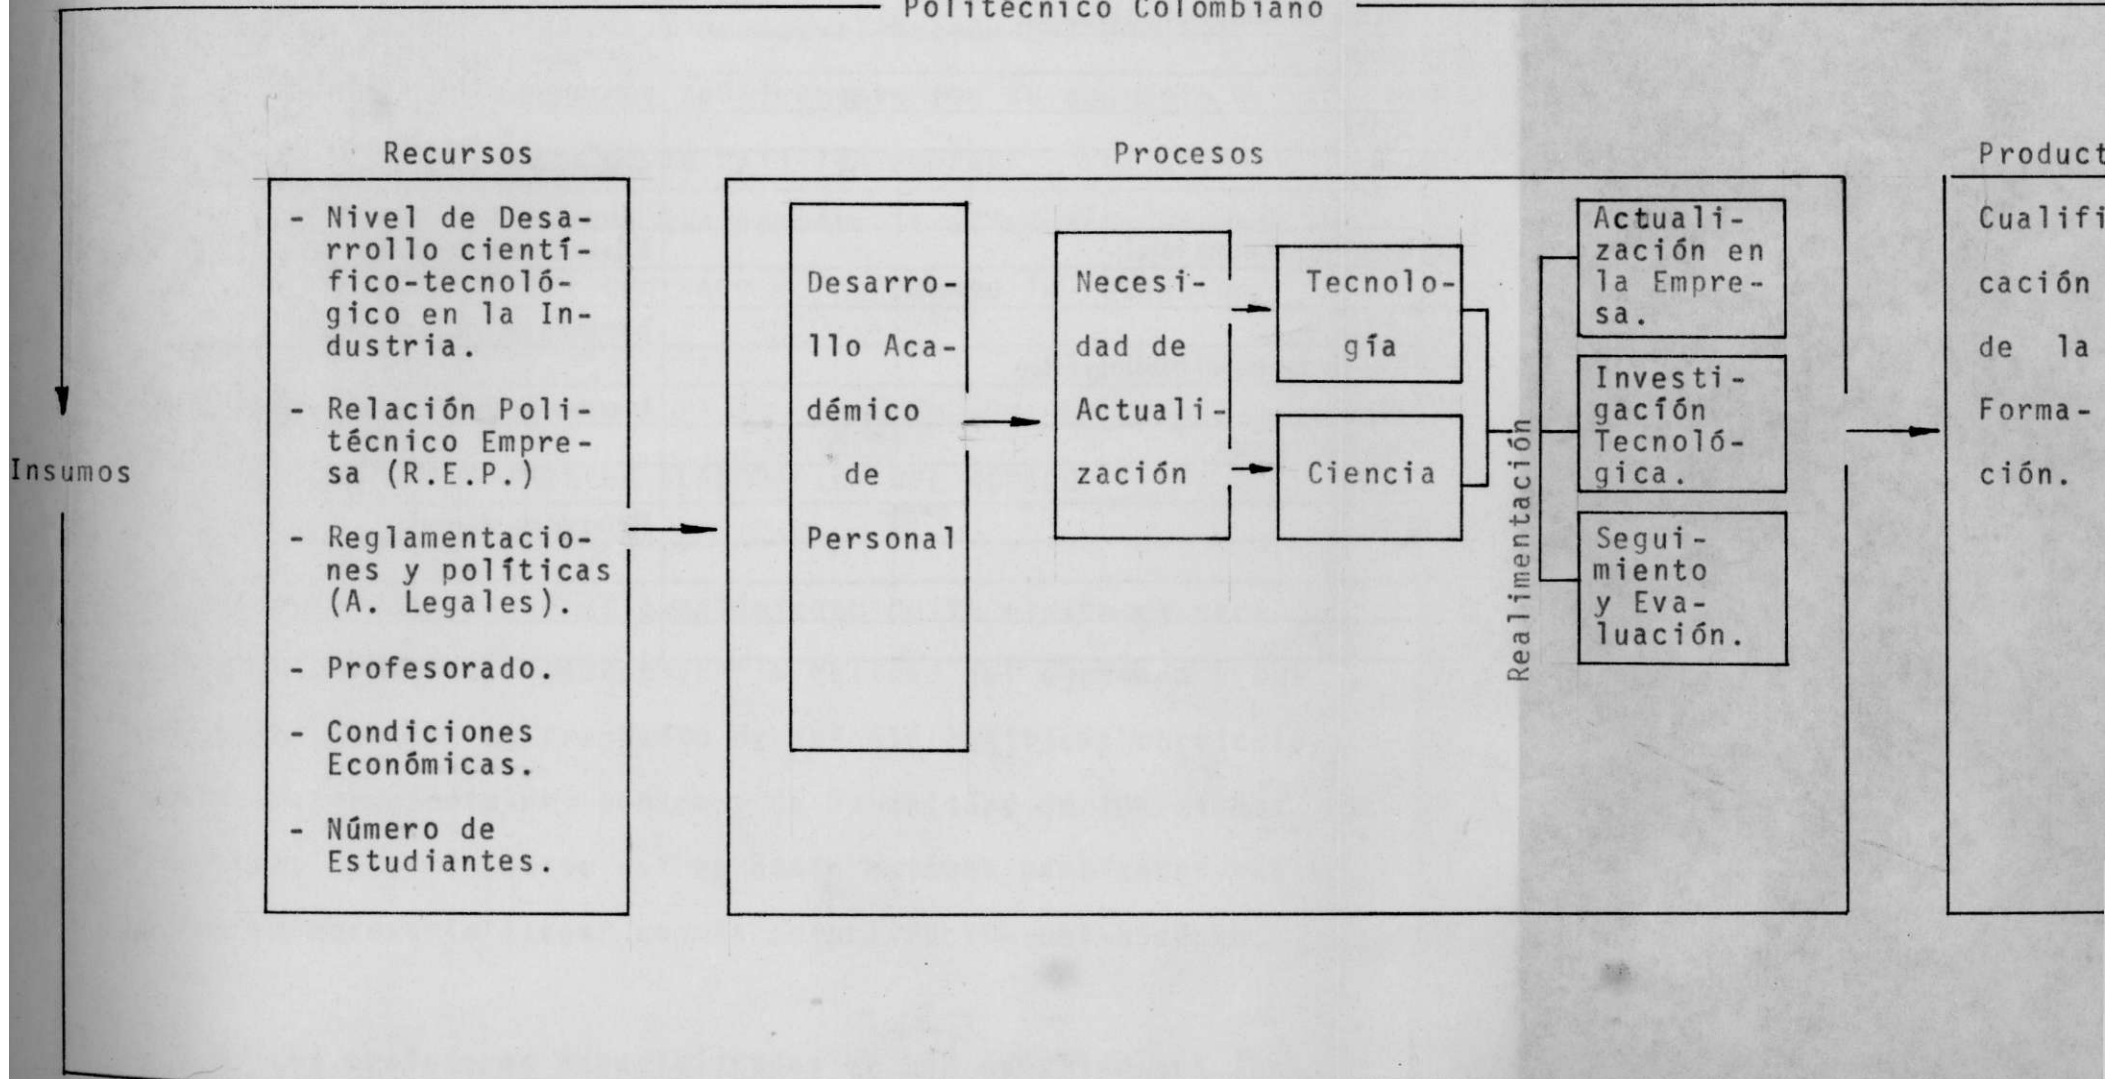 Politécnico Colombiano
Insumos
Recursos
- Nivel de Desa-
rrollo cientí-
fico-tecnoló-
gico en la In-
dustria.
- Relación Poli-
técnico Empre-
sa (R.E.P.)
- Reglamentacio-
nes y políticas
(A. Legales).
- Profesorado.
- Condiciones
Económicas.
- Número de
Estudiantes.
Procesos
Desarro-
llo Aca-
démico
de
Personal
Necesi-
dad de
Actuali-
zación
Tecnolo-
gía
Ciencia
Realimentación
Actuali-
zación en
la Empre-
sa.
Investi-
gación
Tecnoló-
gica.
Segui-
miento
y Eva-
luación.
Product
Cualifi
cación
de la
Forma-
ción.